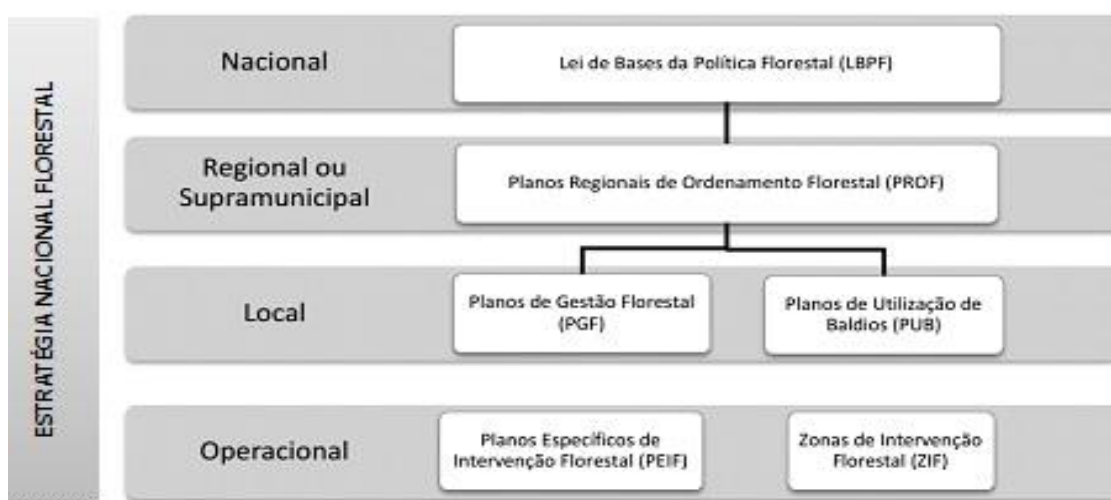 ESTRATÉGIA NACIONAL FLORESTAL
Nacional
Lei de Bases da Política Florestal (LBPF)
Regional ou
Supramunicipal
Planos Regionais de Ordenamento Florestal (PROF)
Local
Planos de Gestão Florestal
(PGF)
Planos de Utilização de
Baldios (PUB)
Operacional
Planos Específicos de
Intervenção Florestal (PEIF)
Zonas de Intervenção
Florestal (ZIF)